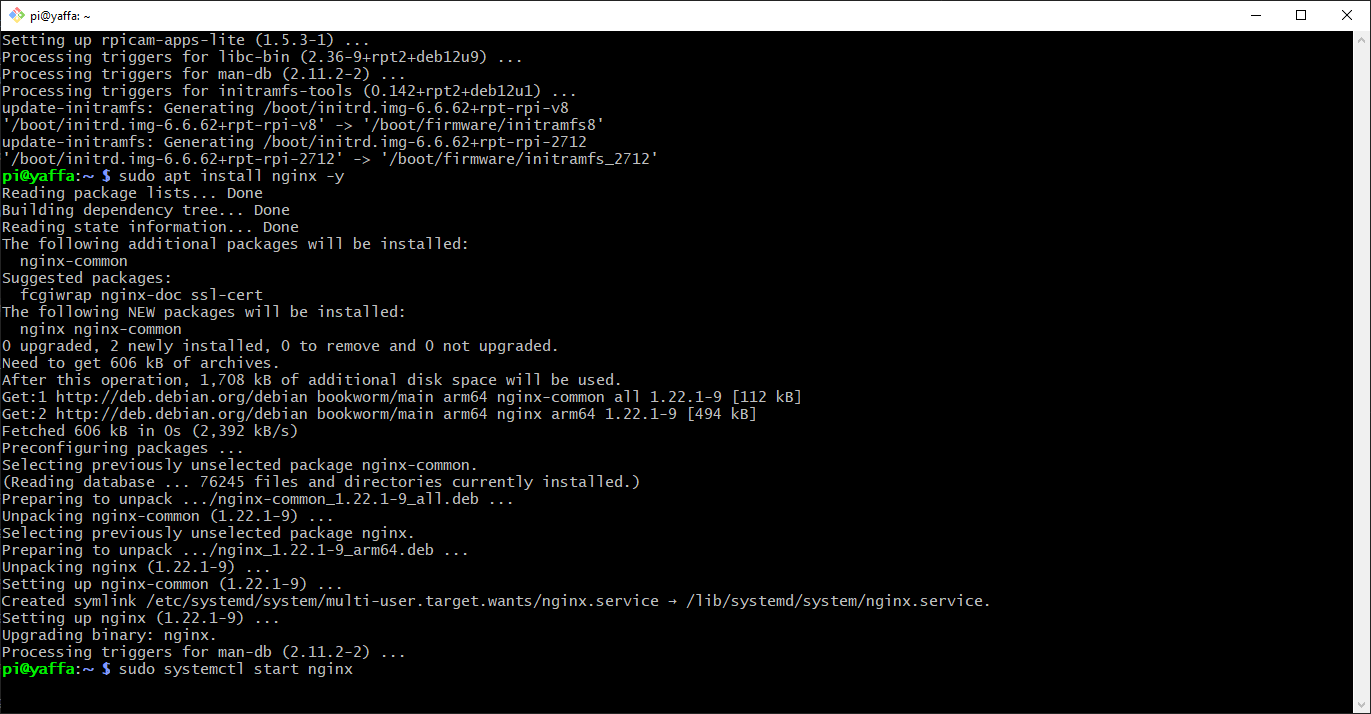 pi@yaffa: ~
Setting up rpicam-apps-lite (1.5.3-1) ...
Processing triggers for libc-bin (2.36-9+rpt2+deb12u9) ...
Processing triggers for man-db (2.11.2-2) ...
Processing triggers for initramfs-tools (0.142+rpt2+deb12u1) ...
update-initramfs: Generating /boot/initrd.img-6.6.62+rpt-rpi-v8
'/boot/initrd.img-6.6.62+rpt-rpi-v8' -> '/boot/firmware/initramfs8'
update-initramfs: Generating /boot/initrd.img-6.6.62+rpt-rpi-2712
'/boot/initrd.img-6.6.62+rpt-rpi-2712' -> '/boot/firmware/initramfs_2712'
pi@yaffa:~ $ sudo apt install nginx -y
Reading package lists... Done
Building dependency tree... Done
Reading state information... Done
The following additional packages will be installed:
  nginx-common
Suggested packages:
  fcgiwrap nginx-doc ssl-cert
The following NEW packages will be installed:
  nginx nginx-common
0 upgraded, 2 newly installed, 0 to remove and 0 not upgraded.
Need to get 606 kB of archives.
After this operation, 1,708 kB of additional disk space will be used.
Get:1 http://deb.debian.org/debian bookworm/main arm64 nginx-common all 1.22.1-9 [112 kB]
Get:2 http://deb.debian.org/debian bookworm/main arm64 nginx arm64 1.22.1-9 [494 kB]
Fetched 606 kB in 0s (2,392 kB/s)
Preconfiguring packages ...
Selecting previously unselected package nginx-common.
(Reading database ... 76245 files and directories currently installed.)
Preparing to unpack .../nginx-common_1.22.1-9_all.deb ...
Unpacking nginx-common (1.22.1-9) ...
Selecting previously unselected package nginx.
Preparing to unpack .../nginx_1.22.1-9_arm64.deb ...
Unpacking nginx (1.22.1-9) ...
Setting up nginx-common (1.22.1-9) ...
Created symlink /etc/systemd/system/multi-user.target.wants/nginx.service → /lib/systemd/system/nginx.service.
Setting up nginx (1.22.1-9) ...
Upgrading binary: nginx.
Processing triggers for man-db (2.11.2-2) ...
pi@yaffa:~ $ sudo systemctl start nginx